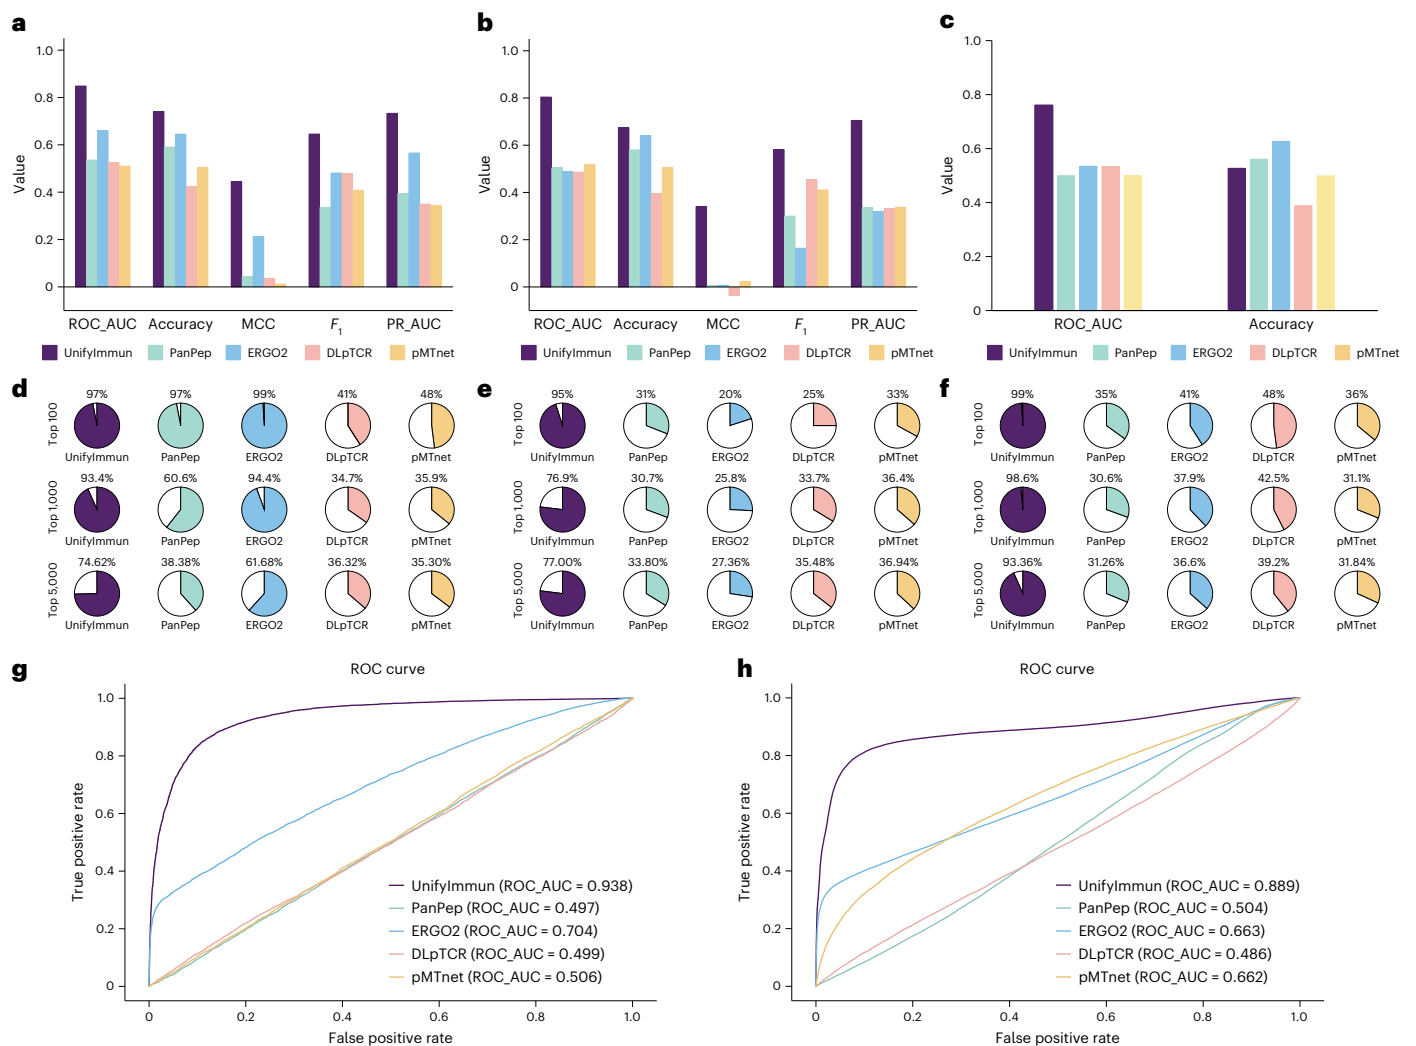 a
1.0
0.8
0.6
0.4
0.2
0
Value
ROC_AUC Accuracy MCC F1 PR_AUC
UnifyImmun PanPep ERGO2 DLpTCR pMTnet
b
1.0
0.8
0.6
0.4
0.2
0
Value
ROC_AUC Accuracy MCC F1 PR_AUC
UnifyImmun PanPep ERGO2 DLpTCR pMTnet
c
1.0
0.8
0.6
0.4
0.2
0
Value
ROC_AUC Accuracy
UnifyImmun PanPep ERGO2 DLpTCR pMTnet
d
97% 97% 99% 41% 48%
Top 100
UnifyImmun PanPep ERGO2 DLpTCR pMTnet
93.4% 60.6% 94.4% 34.7% 35.9%
Top 1,000
UnifyImmun PanPep ERGO2 DLpTCR pMTnet
74.62% 38.38% 61.68% 36.32% 35.30%
Top 5,000
UnifyImmun PanPep ERGO2 DLpTCR pMTnet
e
95% 31% 20% 25% 33%
Top 100
UnifyImmun PanPep ERGO2 DLpTCR pMTnet
76.9% 30.7% 25.8% 33.7% 36.4%
Top 1,000
UnifyImmun PanPep ERGO2 DLpTCR pMTnet
77.00% 33.80% 27.36% 35.48% 36.94%
Top 5,000
UnifyImmun PanPep ERGO2 DLpTCR pMTnet
f
99% 35% 41% 48% 36%
Top 100
UnifyImmun PanPep ERGO2 DLpTCR pMTnet
98.6% 30.6% 37.9% 42.5% 31.1%
Top 1,000
UnifyImmun PanPep ERGO2 DLpTCR pMTnet
93.36% 31.26% 36.6% 39.2% 31.84%
Top 5,000
UnifyImmun PanPep ERGO2 DLpTCR pMTnet
g
ROC curve
1.0
0.8
0.6
0.4
0.2
0
True positive rate
UnifyImmun (ROC_AUC = 0.938)
PanPep (ROC_AUC = 0.497)
ERGO2 (ROC_AUC = 0.704)
DLpTCR (ROC_AUC = 0.499)
pMTnet (ROC_AUC = 0.506)
0 0.2 0.4 0.6 0.8 1.0
False positive rate
h
ROC curve
1.0
0.8
0.6
0.4
0.2
0
True positive rate
UnifyImmun (ROC_AUC = 0.889)
PanPep (ROC_AUC = 0.504)
ERGO2 (ROC_AUC = 0.663)
DLpTCR (ROC_AUC = 0.486)
pMTnet (ROC_AUC = 0.662)
0 0.2 0.4 0.6 0.8 1.0
False positive rate